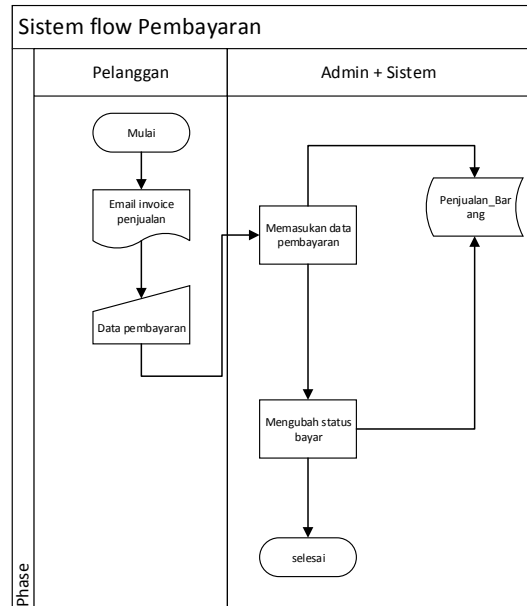 Sistem flow Pembayaran
Pelanggan
Admin + Sistem
Mulai
Email invoice
penjualan
Data pembayaran
Memasukan data
pembayaran
Penjualan_Bar
ang
Mengubah status
bayar
selesai
Phase